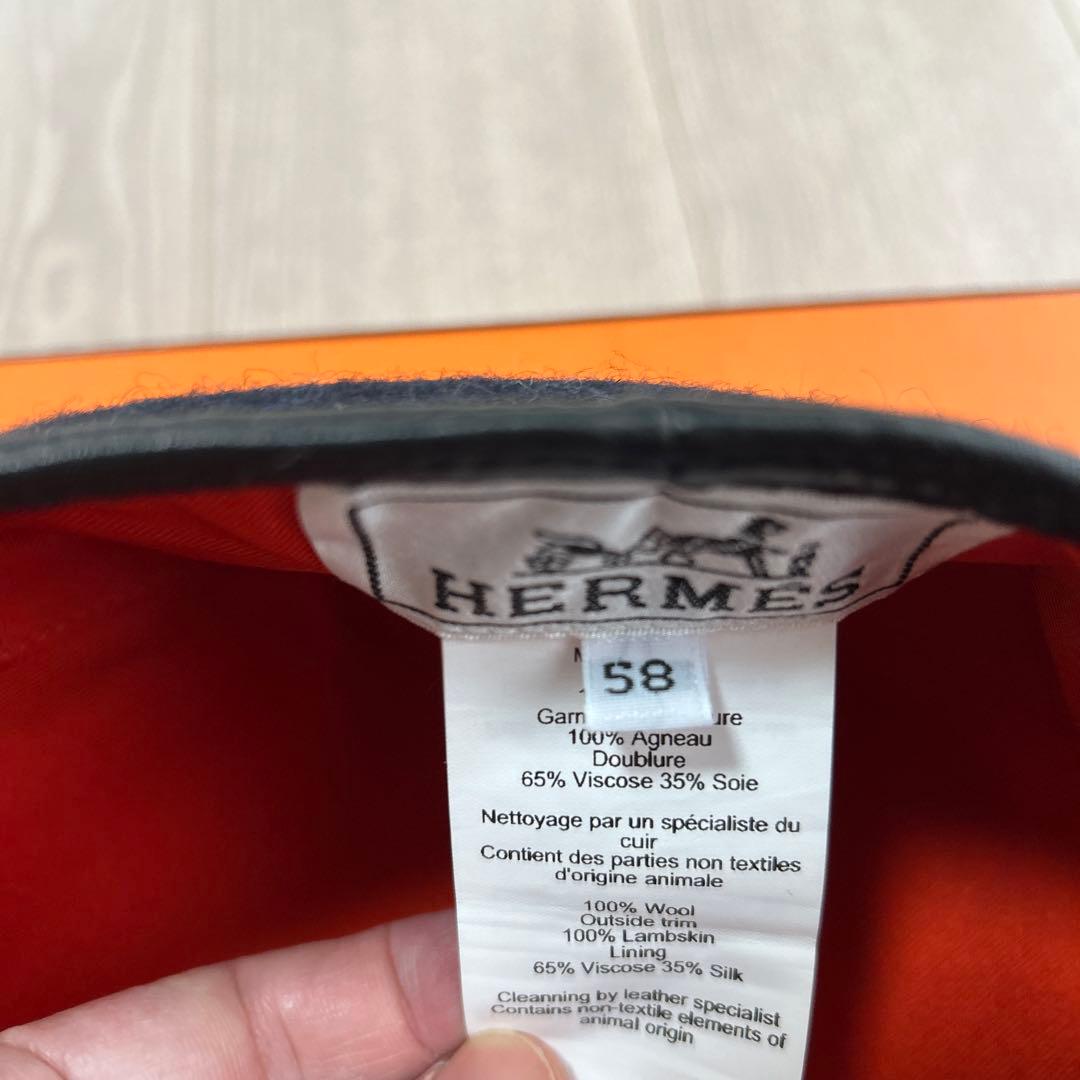 HERMES
58
100% Agneau
Doublure
65% Viscose 35% Soie
Nettoyage par un spécialiste du
cuir
Contient des parties non textiles
d'origine animale
100% Wool
Outside trim
100% Lambskin
Lining
65% Viscose 35% Silk
Cleanning by leather specialist
Contains non-textile elements of
animal origin